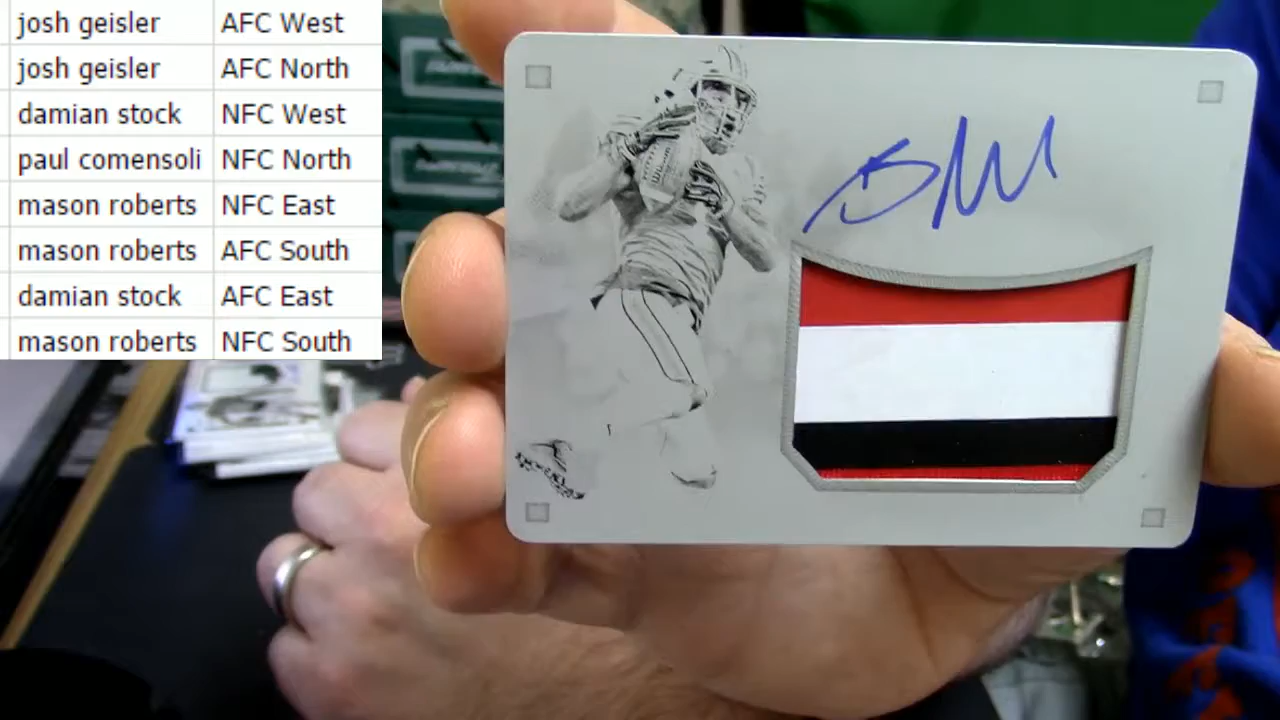 josh geisler AFC West
josh geisler AFC North
damian stock NFC West
paul comensoli NFC North
mason roberts NFC East
mason roberts AFC South
damian stock AFC East
mason roberts NFC South
Wilson